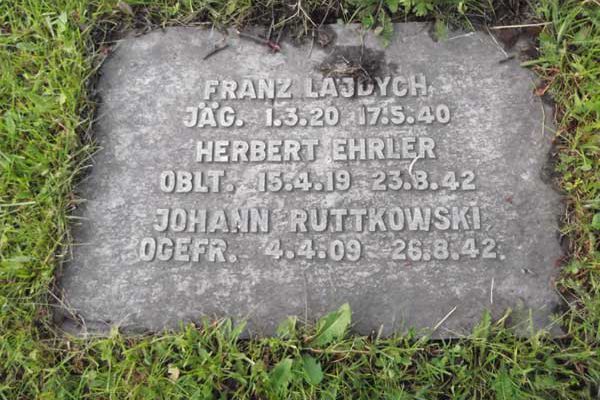 FRANZ LAJDYCH
JÄG. 1.3.20 17.5.40
HERBERT EHRLER
OBLT. 15.4.19 23.8.42
JOHANN RUTTKOWSKI
OGEFR. 4.4.09 26.8.42.